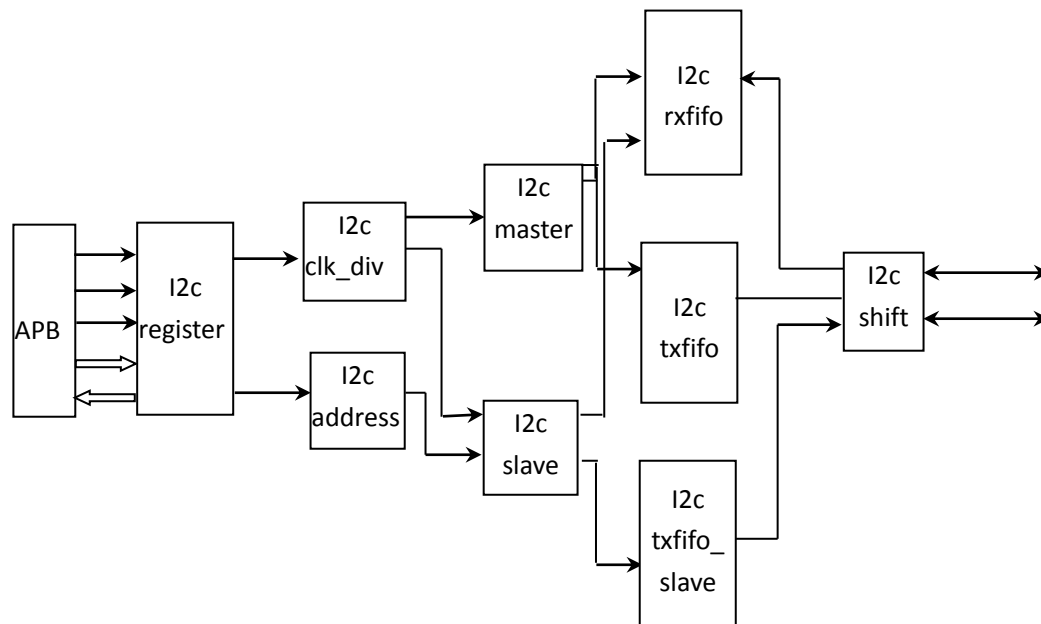 APB
I2c
register
I2c
clk_div
I2c
address
I2c
master
I2c
slave
I2c
rxfifo
I2c
txfifo
I2c
txfifo_
slave
I2c
shift